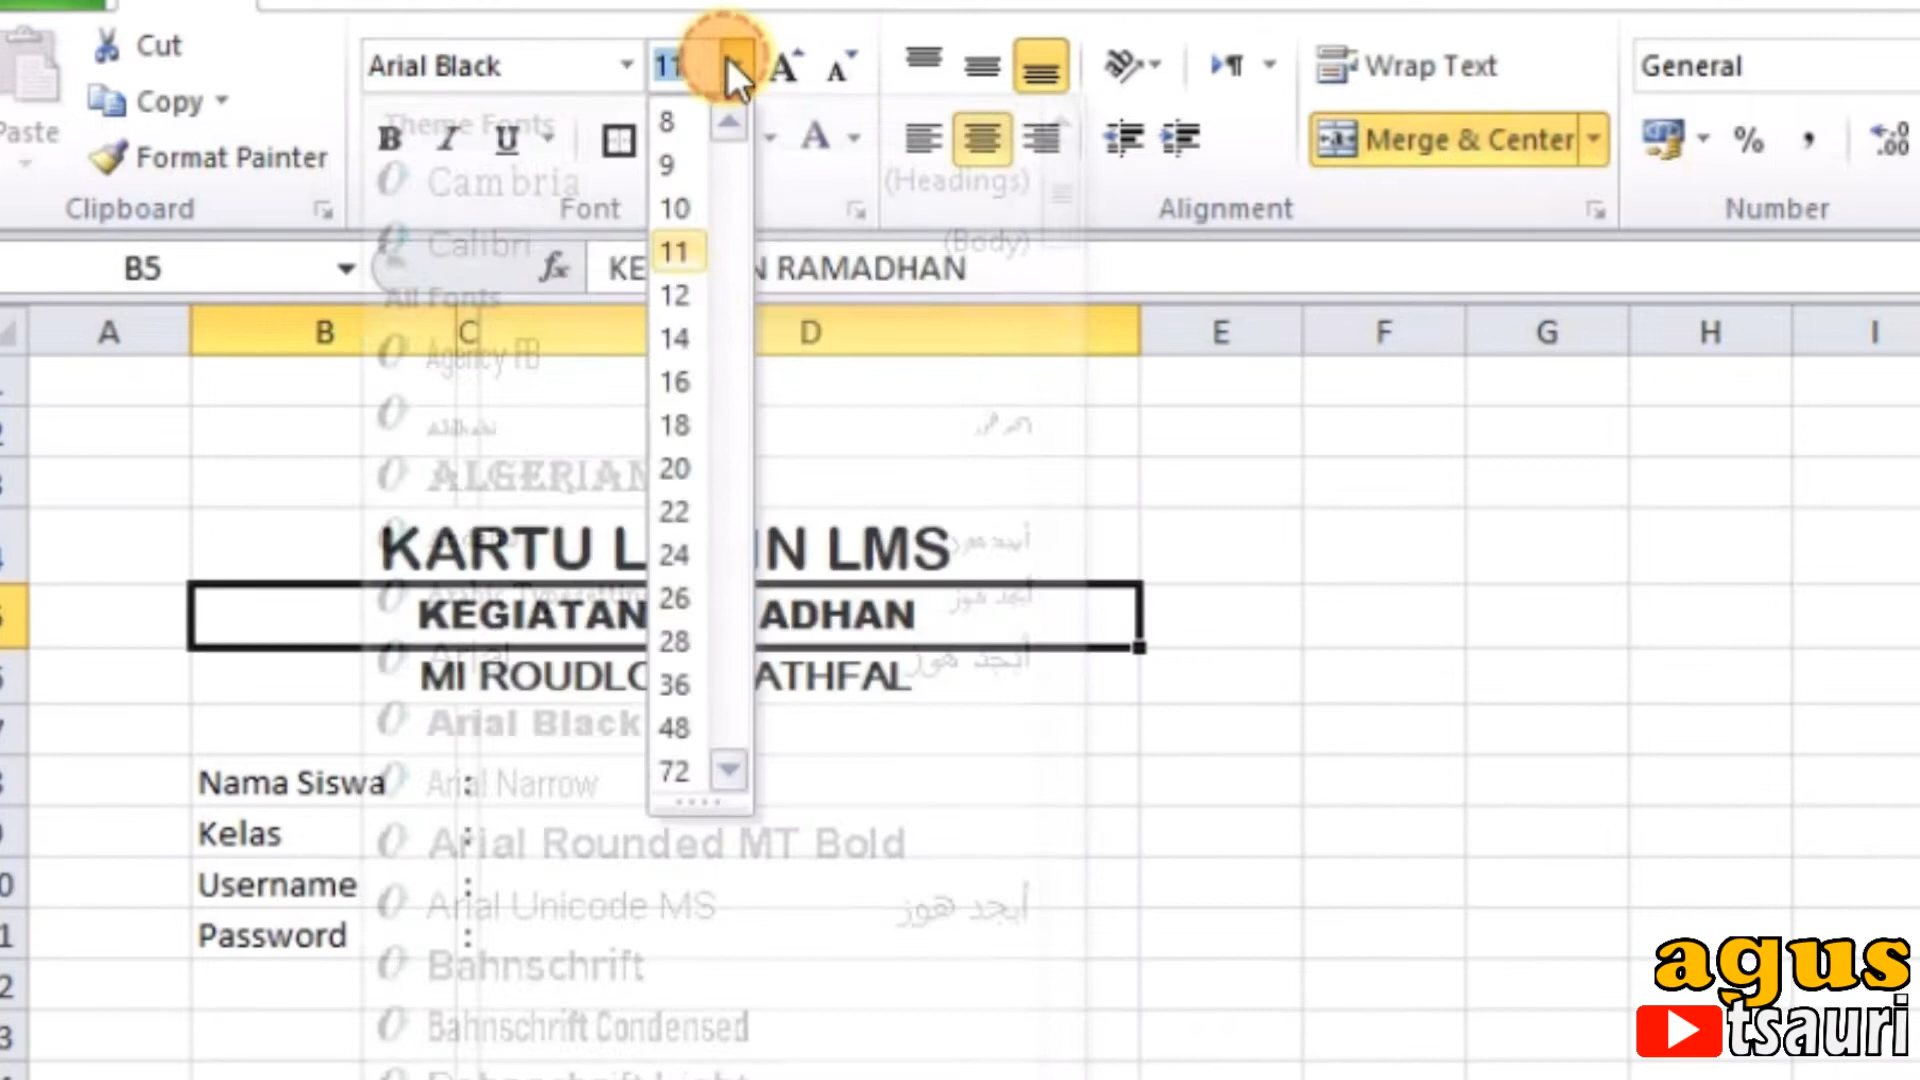 Cut
Copy
Format Painter
Paste
Clipboard
Arial Black
11
B I U
Font
Wrap Text
Merge & Center
Alignment
General
% ,
Number
Theme Fonts
Cambria (Headings)
Calibri (Body)
All Fonts
Agency FB
ALGERIAN
Arial
Arial Black
Arial Narrow
Arial Rounded MT Bold
Arial Unicode MS أبجد هوز
Bahnschrift
Bahnschrift Condensed
8
9
10
11
12
14
16
18
20
22
24
26
28
36
48
72
B5
fx
RAMADHAN
A B C D E F G H I
KARTU LMS
KEGIATAN
MI
Nama Siswa :
Kelas :
Username :
Password :
agus
tsauri